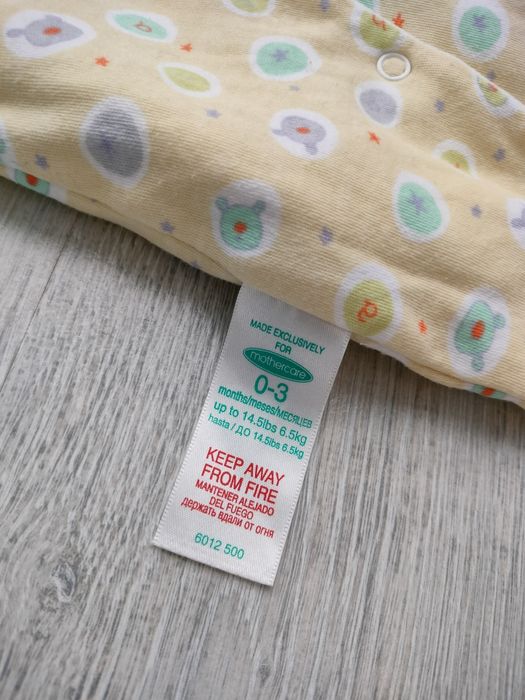 MADE EXCLUSIVELY
FOR
mothercare
0-3
months/meses/МЕСЯЦЕВ
up to 14.5lbs 6.5kg
hasta / ДО 14.5lbs 6.5kg
KEEP AWAY
FROM FIRE
MANTENER ALEJADO
DEL FUEGO
держать вдали от огня
6012 500